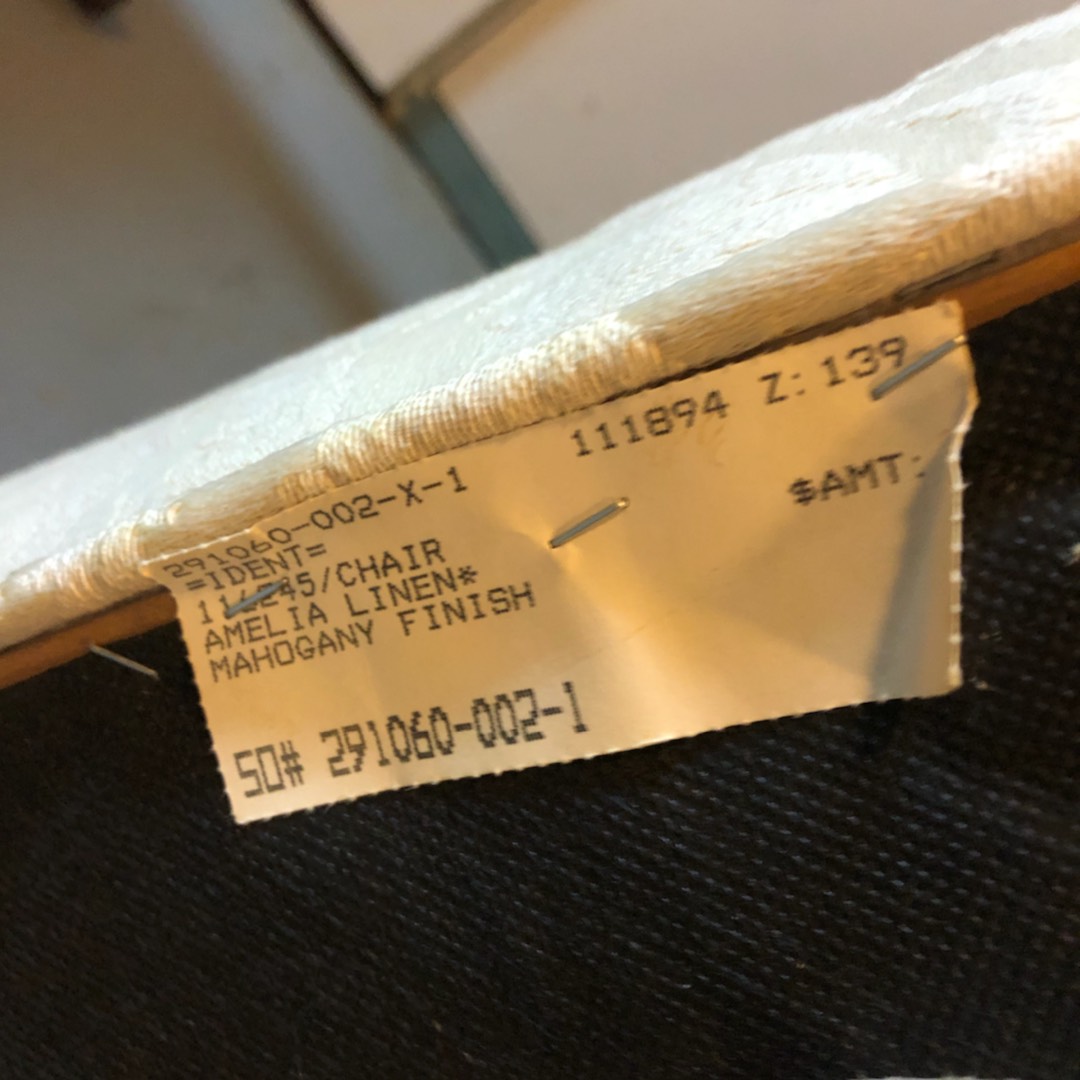 291060-002-X-1 111894 Z: 139
=IDENT= $AMT:
/CHAIR
AMELIA LINEN*
MAHOGANY FINISH
SO# 291060-002-1